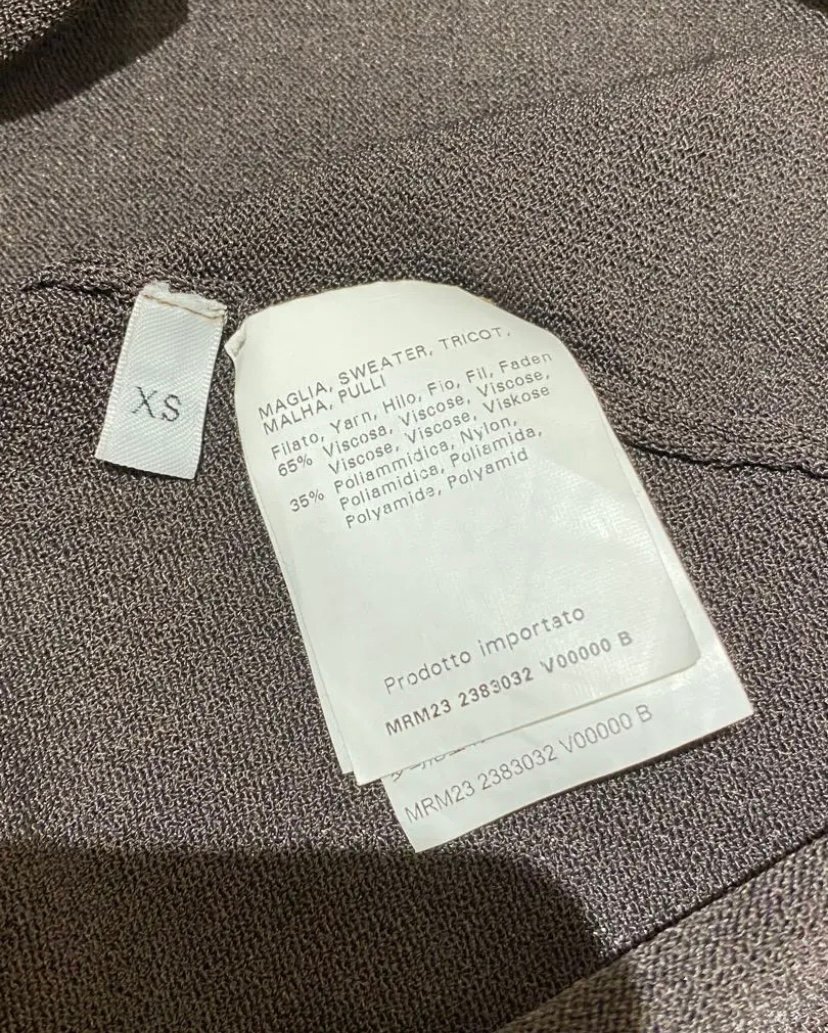 XS
MAGLIA, SWEATER, TRICOT,
MALHA, PULLI
Filato, Yarn, Hilo, Fio, Fil, Faden
65% Viscosa, Viscose, Viscose,
Viscose, Viscose, Viskose
35% Poliammidica, Nylon,
Poliamidica, Poliamida,
Polyamide, Polyamid
Prodotto importato
MRM23 2383032 V00000 B
MRM23 2383032 V00000 B